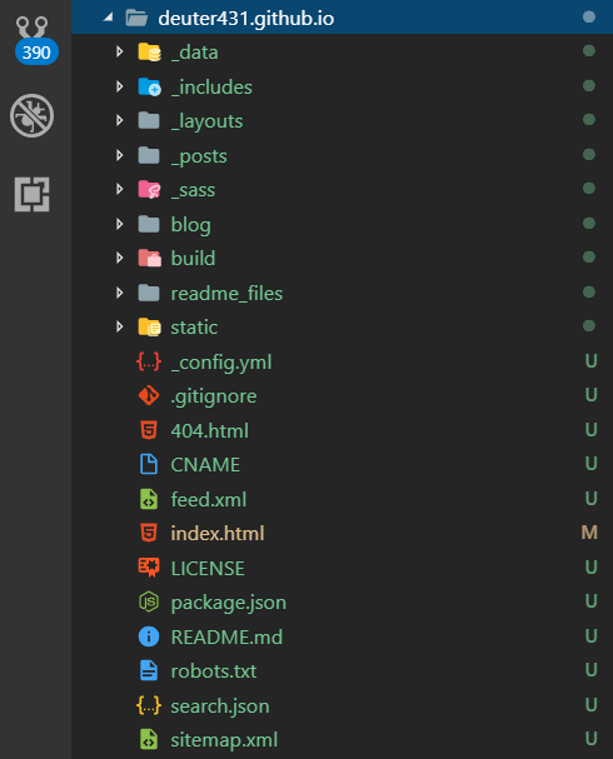 deuter431.github.io
390
_data
_includes
_layouts
_posts
_sass
blog
build
readme_files
static
_config.yml U
.gitignore U
404.html U
CNAME U
feed.xml U
index.html M
LICENSE U
package.json U
README.md U
robots.txt U
search.json U
sitemap.xml U